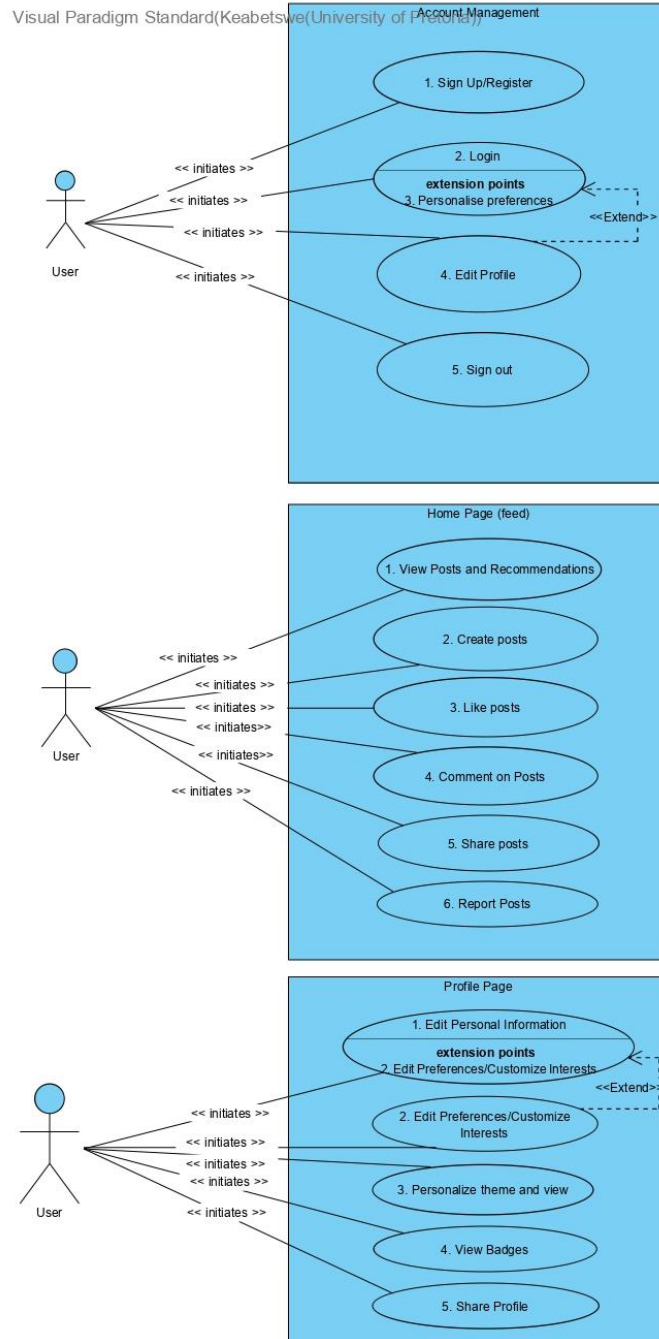 Visual Paradigm Standard(Keabetswe(University of Pretoria))
Account Management
1. Sign Up/Register
<< initiates >>
2. Login
<< initiates >>
extension points
3. Personalise preferences
<<Extend>>
<< initiates >>
User
4. Edit Profile
<< initiates >>
5. Sign out
Home Page (feed)
1. View Posts and Recommendations
2. Create posts
<< initiates >>
<< initiates >>
<< initiates >>
3. Like posts
<< initiates>>
User
<< initiates>>
4. Comment on Posts
<< initiates >>
5. Share posts
6. Report Posts
Profile Page
1. Edit Personal Information
extension points
2. Edit Preferences/Customize Interests
<<Extend>>
<< initiates >>
2. Edit Preferences/Customize
Interests
<< initiates >>
<< initiates >>
<< initiates >>
3. Personalize theme and view
User
<< initiates >>
4. View Badges
5. Share Profile